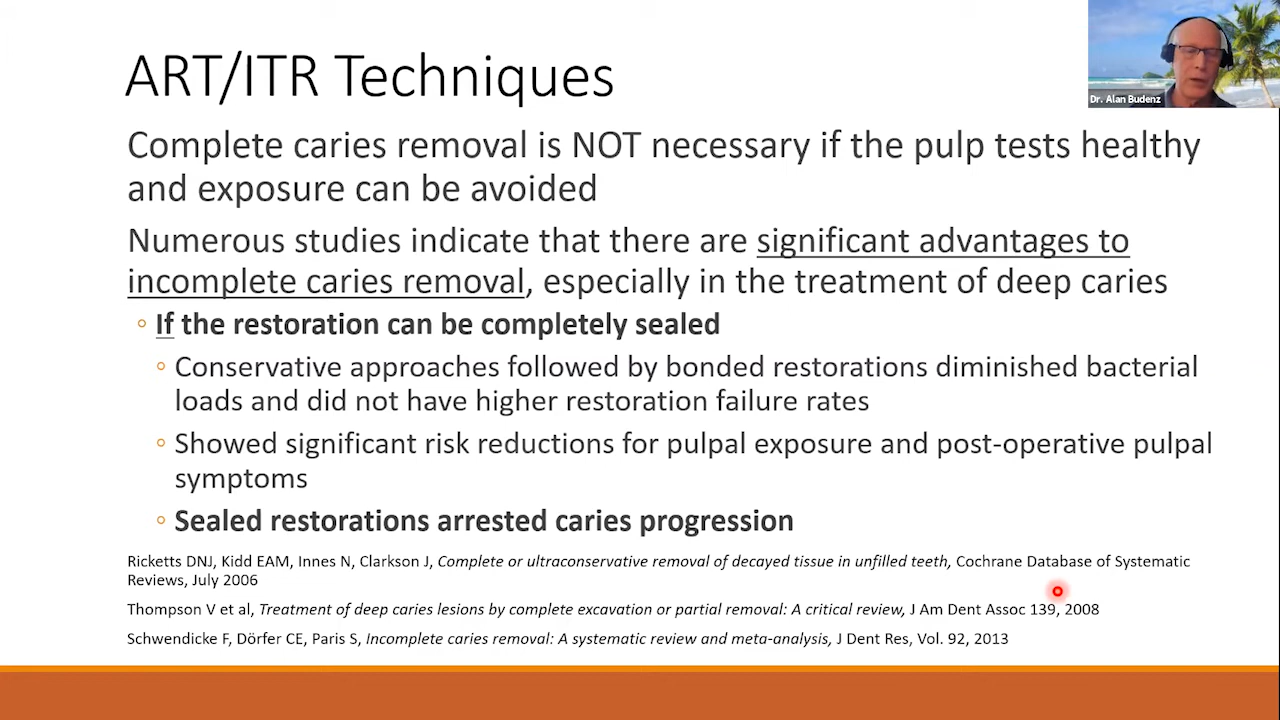 ART/ITR Techniques
Dr. Alan Budenz
Complete caries removal is NOT necessary if the pulp tests healthy
and exposure can be avoided
Numerous studies indicate that there are significant advantages to
incomplete caries removal, especially in the treatment of deep caries
If the restoration can be completely sealed
Conservative approaches followed by bonded restorations diminished bacterial
loads and did not have higher restoration failure rates
Showed significant risk reductions for pulpal exposure and post-operative pulpal
symptoms
Sealed restorations arrested caries progression
Ricketts DNJ, Kidd EAM, Innes N, Clarkson J, Complete or ultraconservative removal of decayed tissue in unfilled teeth, Cochrane Database of Systematic
Reviews, July 2006
Thompson V et al, Treatment of deep caries lesions by complete excavation or partial removal: A critical review, J Am Dent Assoc 139, 2008
Schwendicke F, Dörfer CE, Paris S, Incomplete caries removal: A systematic review and meta-analysis, J Dent Res, Vol. 92, 2013